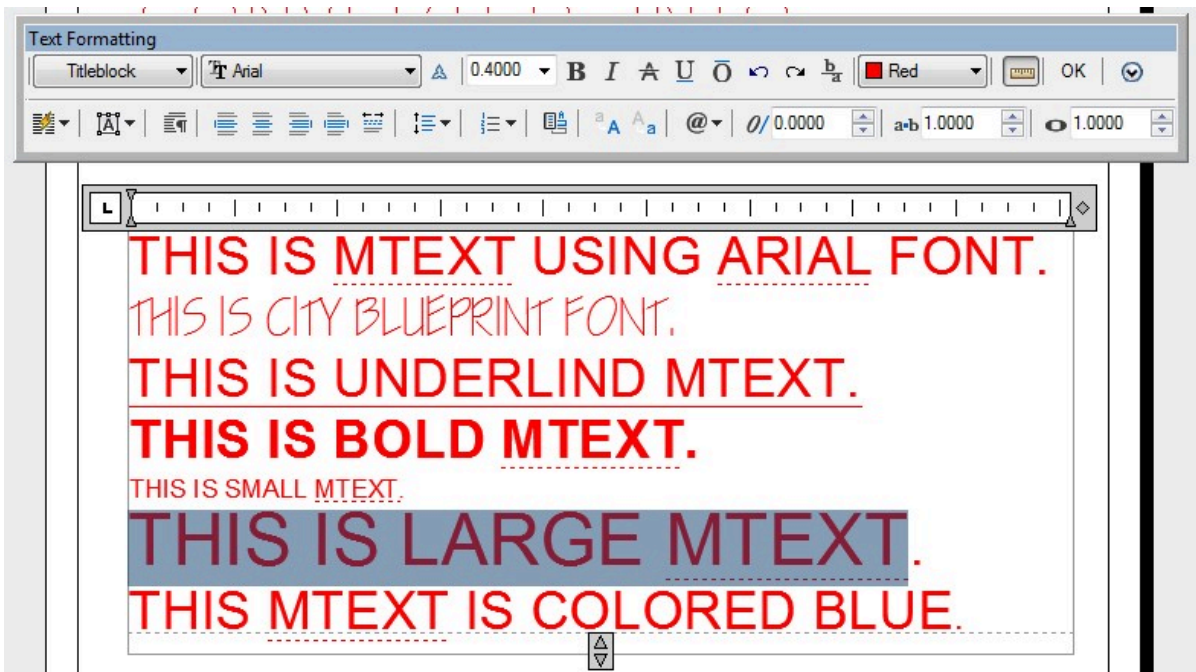 Text Formatting
Titleblock Arial 0.4000 B I A U O b/a Red OK
@ 0/ 0.0000 a•b 1.0000 1.0000
L
THIS IS MTEXT USING ARIAL FONT.
THIS IS CITY BLUEPRINT FONT.
THIS IS UNDERLIND MTEXT.
THIS IS BOLD MTEXT.
THIS IS SMALL MTEXT.
THIS IS LARGE MTEXT.
THIS MTEXT IS COLORED BLUE.